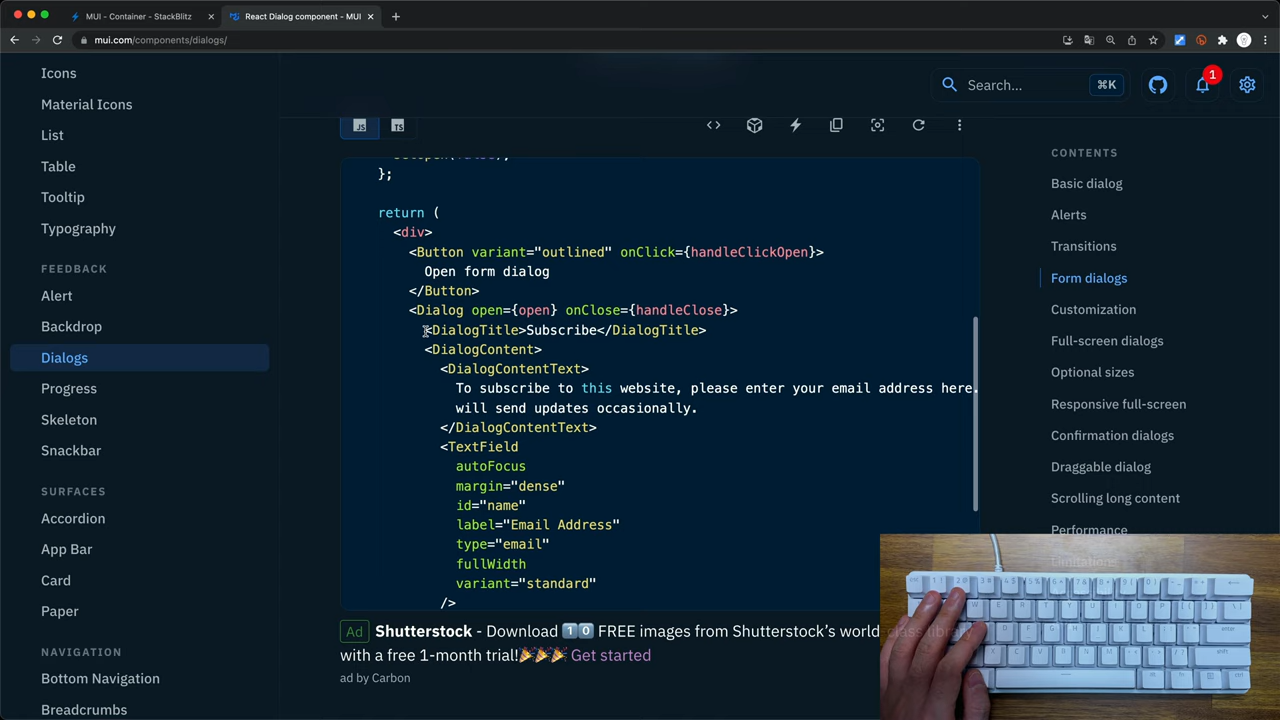 MUI - Container - StackBlitz
React Dialog component - MUI
mui.com/components/dialogs/
Icons
Material Icons
List
Table
Tooltip
Typography
FEEDBACK
Alert
Backdrop
Dialogs
Progress
Skeleton
Snackbar
SURFACES
Accordion
App Bar
Card
Paper
NAVIGATION
Bottom Navigation
Breadcrumbs
Search...
⌘K
1
JS
TS
};
return (
<div>
<Button variant="outlined" onClick={handleClickOpen}>
Open form dialog
</Button>
<Dialog open={open} onClose={handleClose}>
<DialogTitle>Subscribe</DialogTitle>
<DialogContent>
<DialogContentText>
To subscribe to this website, please enter your email address here.
will send updates occasionally.
</DialogContentText>
<TextField
autoFocus
margin="dense"
id="name"
label="Email Address"
type="email"
fullWidth
variant="standard"
/>
Ad Shutterstock - Download 1️⃣0️⃣ FREE images from Shutterstock's world-class library
with a free 1-month trial!🎉🎉🎉 Get started
ad by Carbon
CONTENTS
Basic dialog
Alerts
Transitions
Form dialogs
Customization
Full-screen dialogs
Optional sizes
Responsive full-screen
Confirmation dialogs
Draggable dialog
Scrolling long content
Performance